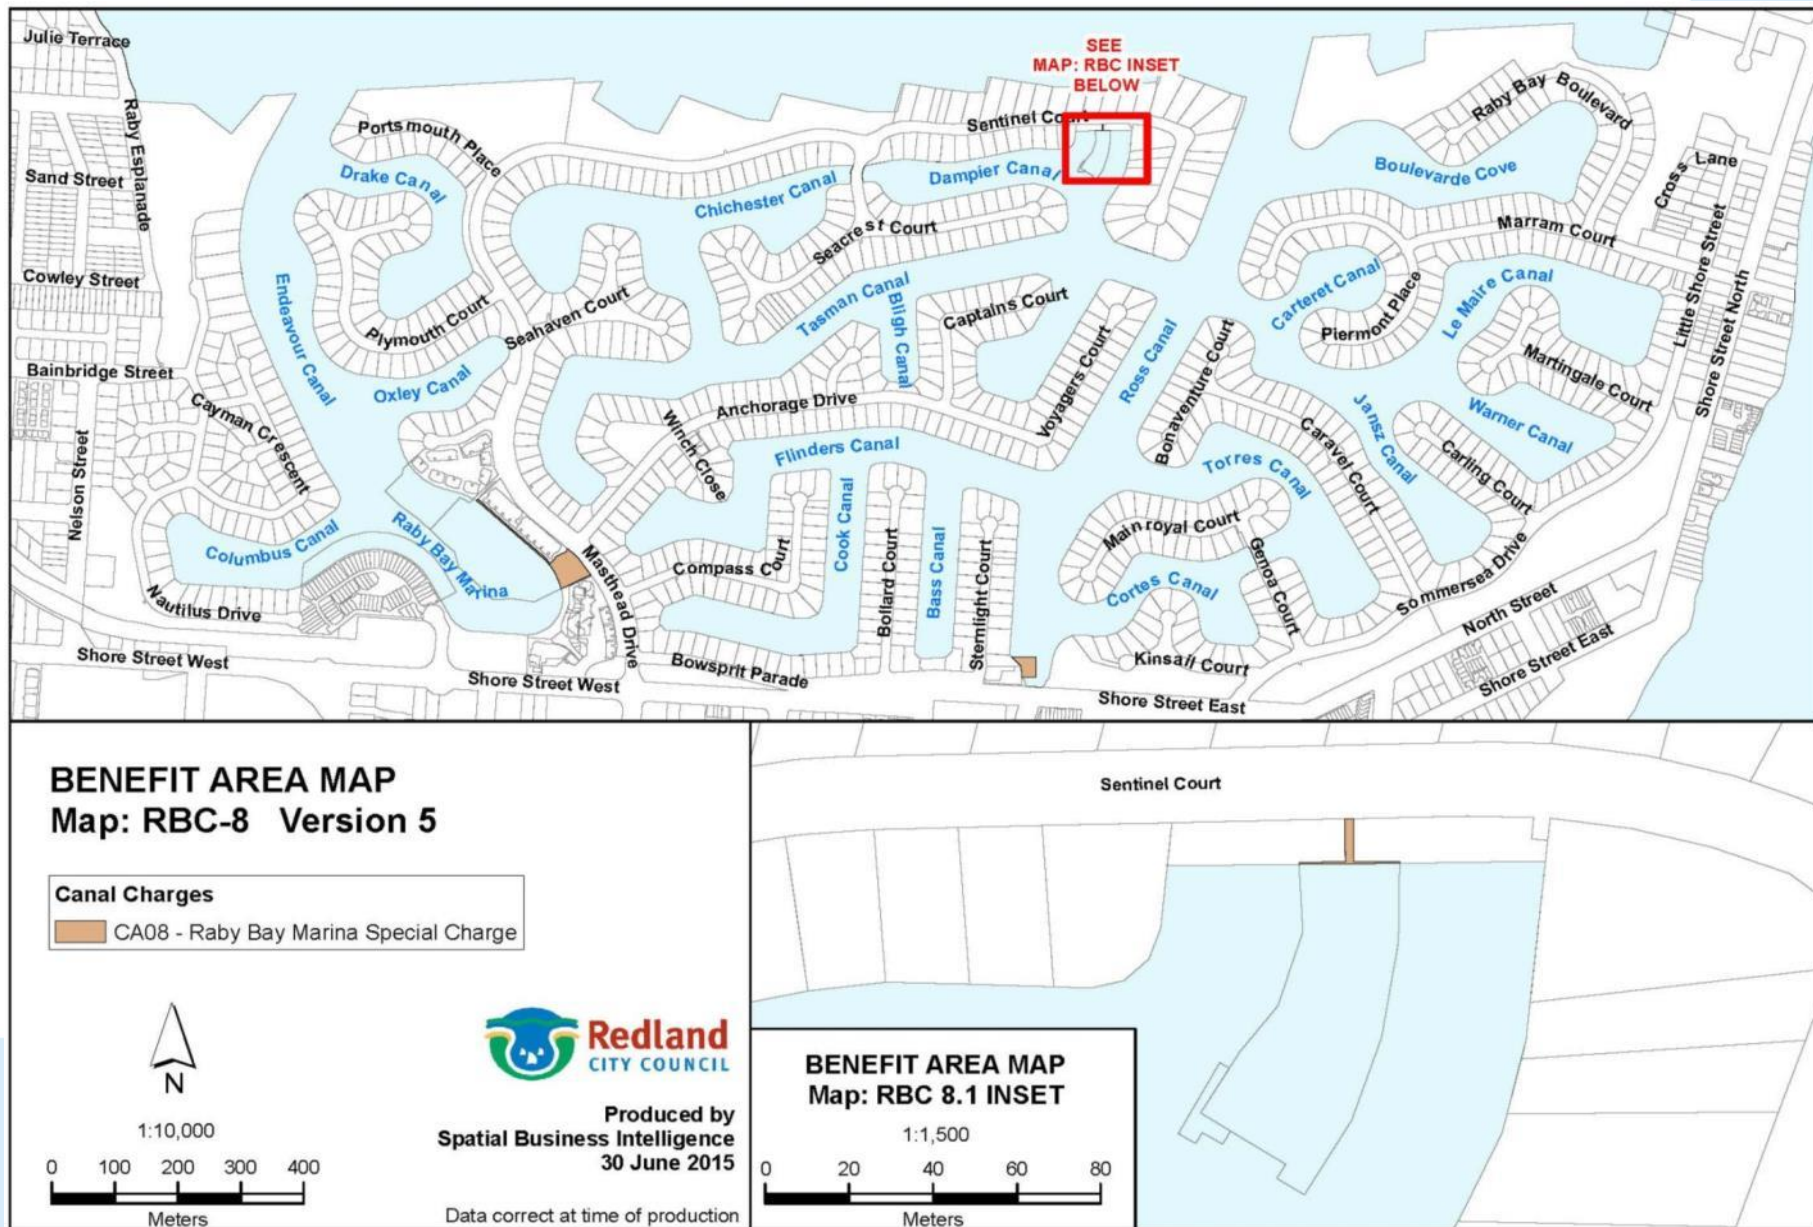 Julie Terrace
Raby Esplanade
Sand Street
Cowley Street
Bainbridge Street
Nelson Street
Cayman Crescent
Columbus Canal
Nautilus Drive
Shore Street West
Endeavour Canal
Portsmouth Place
Drake Canal
Plymouth Court
Oxley Canal
Seahaven Court
Raby Bay Marina
Masthead Drive
Shore Street West
Bowsprit Parade
Compass Court
Winch Close
Anchorage Drive
Flinders Canal
Cook Canal
Bollard Court
Bass Canal
Sternlight Court
Chichester Canal
Seacrest Court
Tasman Canal
Bligh Canal
Captains Court
Dampier Canal
Sentinel Court
SEE
MAP: RBC INSET
BELOW
Voyagers Court
Ross Canal
Bonaventure Court
Torres Canal
Mainroyal Court
Cortes Canal
Genoa Court
Kinsail Court
Shore Street East
Caravel Court
Jansz Canal
Carteret Canal
Piermont Place
Boulevarde Cove
Raby Bay Boulevard
Marram Court
Le Maire Canal
Martingale Court
Warner Canal
Carling Court
Sommersea Drive
North Street
Shore Street East
Cross Lane
Little Shore Street
Shore Street North
BENEFIT AREA MAP
Map: RBC-8 Version 5
Canal Charges
CA08 - Raby Bay Marina Special Charge
N
1:10,000
0 100 200 300 400
Meters
Redland
CITY COUNCIL
Produced by
Spatial Business Intelligence
30 June 2015
Data correct at time of production
Sentinel Court
BENEFIT AREA MAP
Map: RBC 8.1 INSET
1:1,500
0 20 40 60 80
Meters